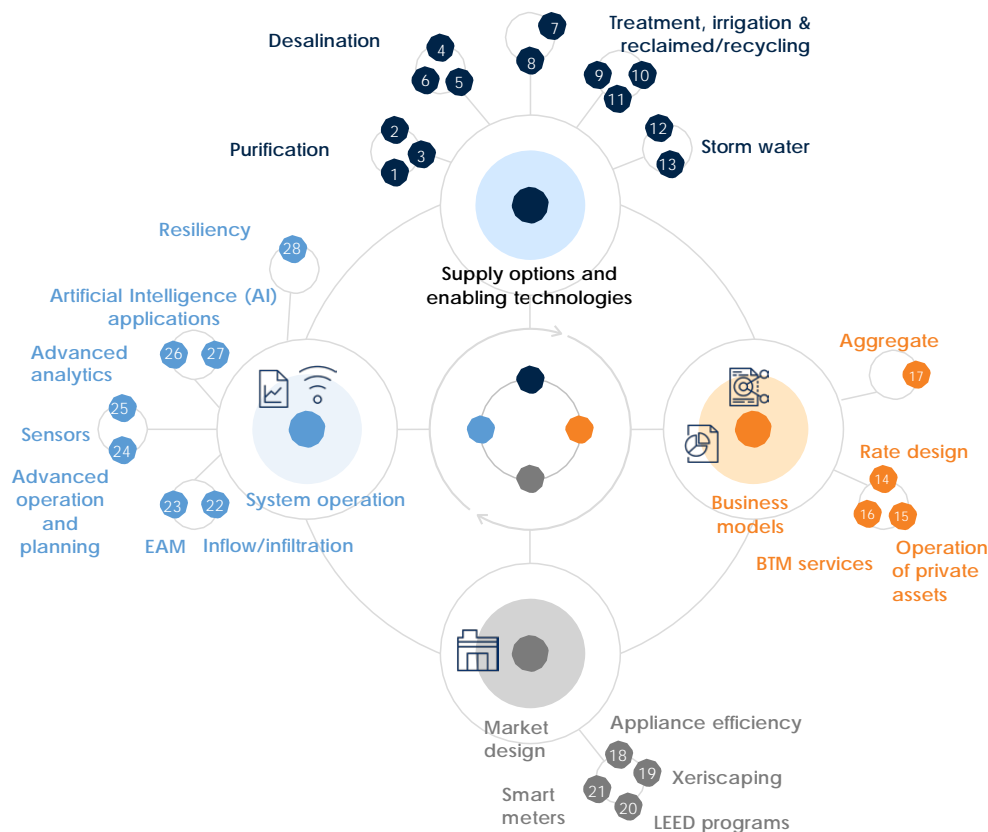 7
Treatment, irrigation &
reclaimed/recycling
Desalination
4
8
6
5
9
10
11
2
12
Purification
3
Storm water
1
13
Resiliency
28
Supply options and
enabling technologies
Artificial Intelligence (AI)
applications
Advanced
analytics
26
27
Aggregate
17
25
Sensors
24
Advanced
operation
and
planning
System operation
23
22
EAM
Inflow/infiltration
Business
models
Rate design
14
16
15
BTM services
Operation
of private
assets
Market
design
Appliance efficiency
18
19
Xeriscaping
21
20
Smart
meters
LEED programs